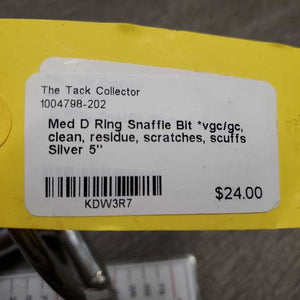 The Tack Collector
1004798-202
Med D Ring Snaffle Bit *vgc/gc,
clean, residue, scratches, scuffs
Silver 5"
KDW3R7
$24.00